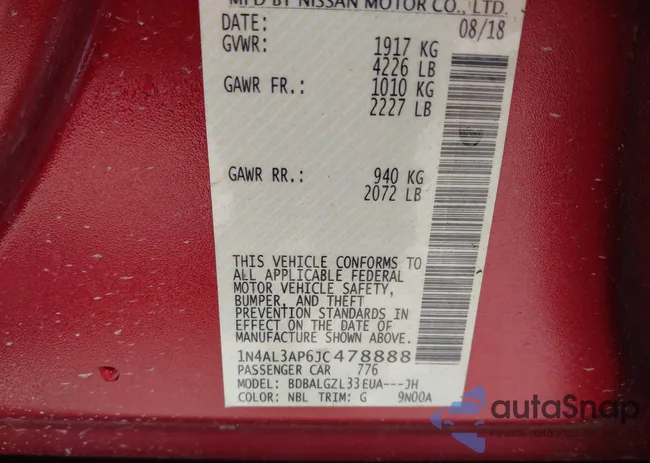 MFD BY NISSAN MOTOR CO., LTD.
DATE: 08/18
GVWR: 1917 KG
4226 LB
GAWR FR.: 1010 KG
2227 LB
GAWR RR.: 940 KG
2072 LB
THIS VEHICLE CONFORMS TO
ALL APPLICABLE FEDERAL
MOTOR VEHICLE SAFETY,
BUMPER, AND THEFT
PREVENTION STANDARDS IN
EFFECT ON THE DATE OF
MANUFACTURE SHOWN ABOVE.
1N4AL3AP6JC478888
PASSENGER CAR 776
MODEL: BDBALGZL33EUA---JH
COLOR: NBL TRIM: G 9N00A
autaSnap